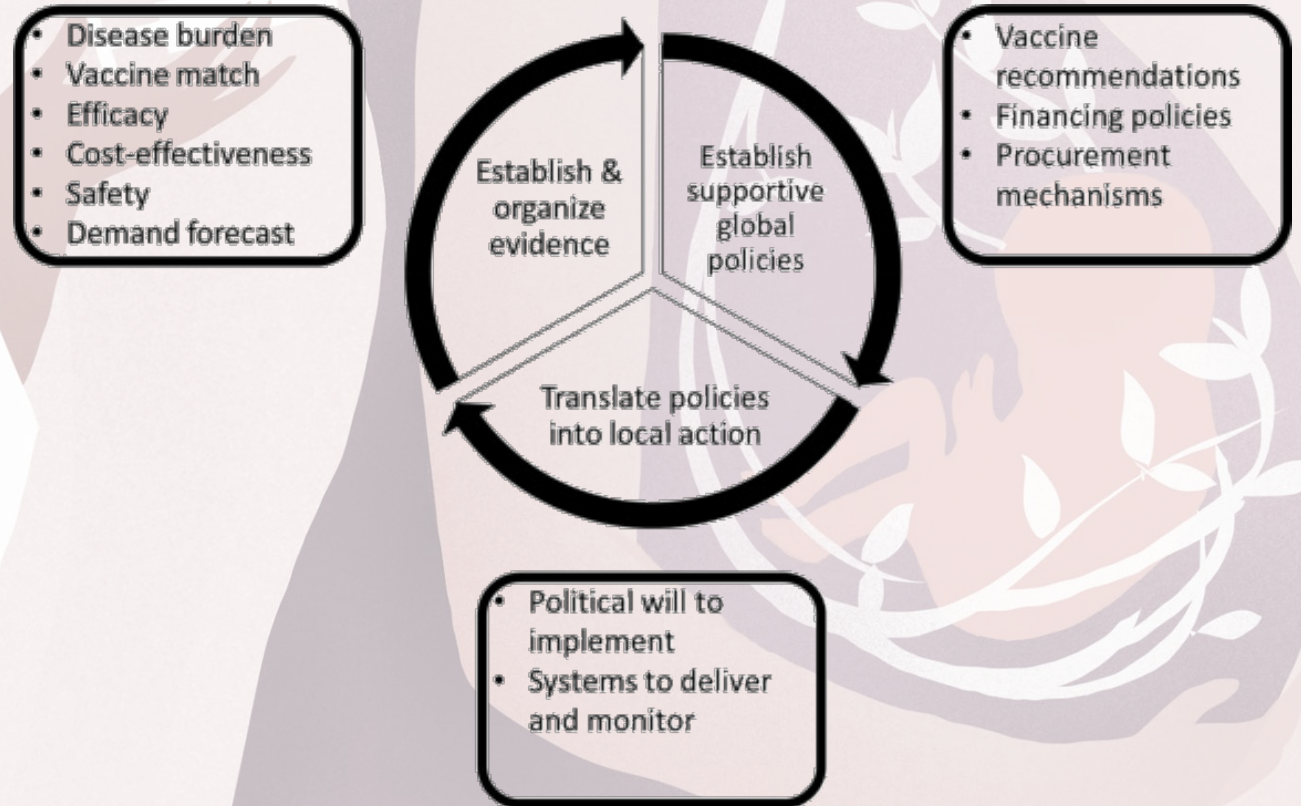 • Disease burden
• Vaccine match
• Efficacy
• Cost-effectiveness
• Safety
• Demand forecast
Establish &
organize
evidence
Establish
supportive
global
policies
• Vaccine
recommendations
• Financing policies
• Procurement
mechanisms
Translate policies
into local action
• Political will to
implement
• Systems to deliver
and monitor